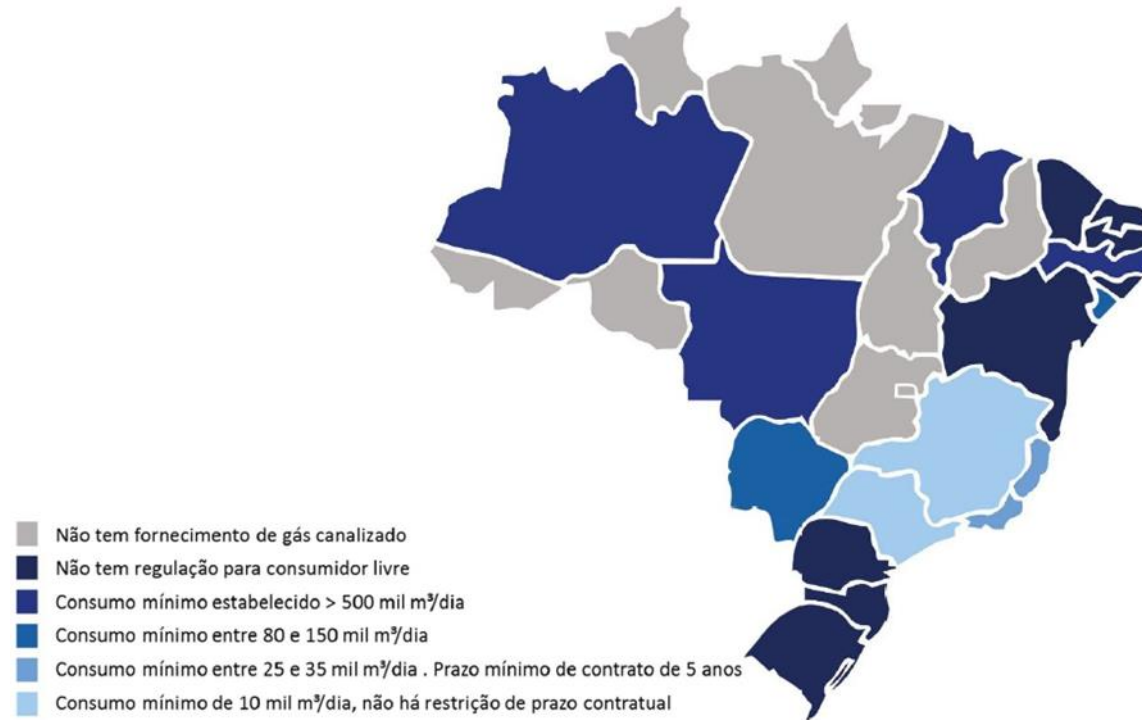 Não tem fornecimento de gás canalizado
Não tem regulação para consumidor livre
Consumo mínimo estabelecido > 500 mil m³/dia
Consumo mínimo entre 80 e 150 mil m³/dia
Consumo mínimo entre 25 e 35 mil m³/dia . Prazo mínimo de contrato de 5 anos
Consumo mínimo de 10 mil m³/dia, não há restrição de prazo contratual